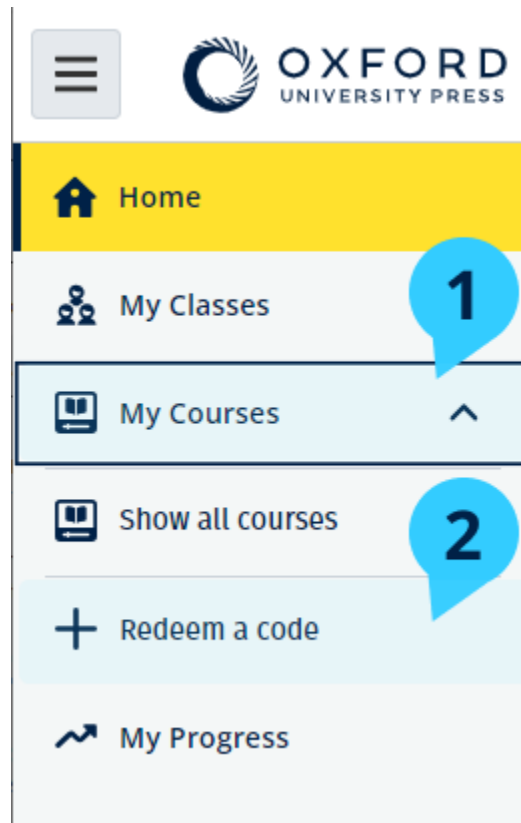 OXFORD
UNIVERSITY PRESS
Home
My Classes
1
My Courses
Show all courses
2
Redeem a code
My Progress